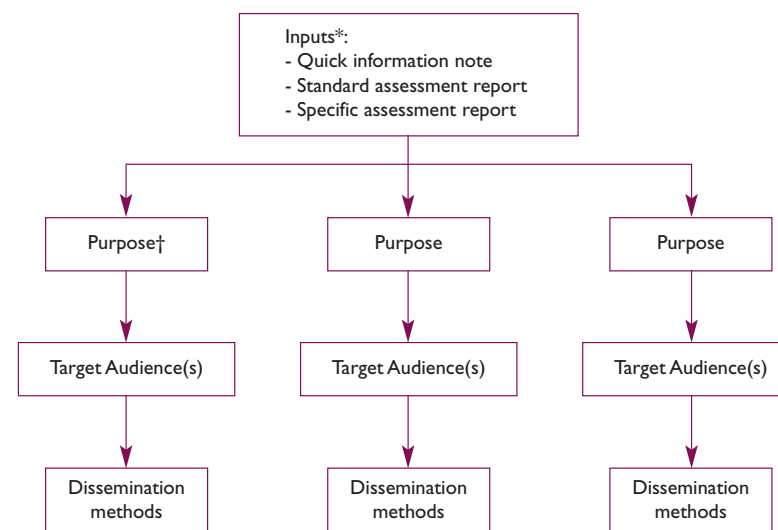 Inputs*:
- Quick information note
- Standard assessment report
- Specific assessment report
Purpose†
Purpose
Purpose
Target Audience(s)
Target Audience(s)
Target Audience(s)
Dissemination
methods
Dissemination
methods
Dissemination
methods